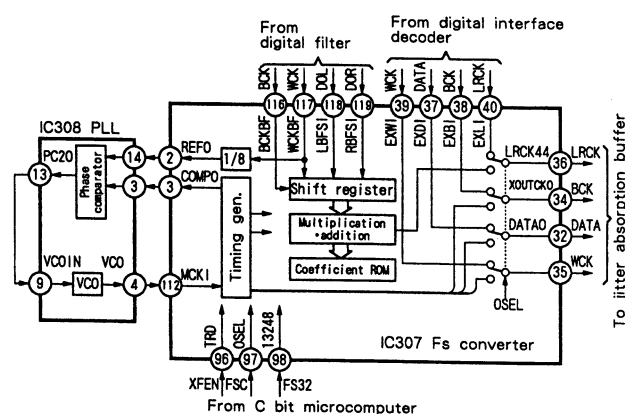 From digital interface
decoder
From
digital filter
BCK
WCK
DOL
DOR
WCK
DATA
BCK
LRCK
116
117
118
119
39
37
38
40
BCKBF
WCKBF
LBFSI
RBFSI
EXWI
EXDI
EXBI
EXLI
IC308 PLL
PC20
13
Phase comparator
14
3
2
3
REFO
COMPO
1/8
Shift register
Multiplication
+addition
Coefficient ROM
Timing gen.
LRCK44
36
LRCK
XOUTCKO
34
BCK
DATAO
32
DATA
35
WCK
OSEL
To jitter absorption buffer
VCOIN
9
VCO
VCO
4
112
MCKI
IC307 Fs converter
TRD
OSEL
13248
96
97
98
XFEN
FSC
FS32
From C bit microcomputer